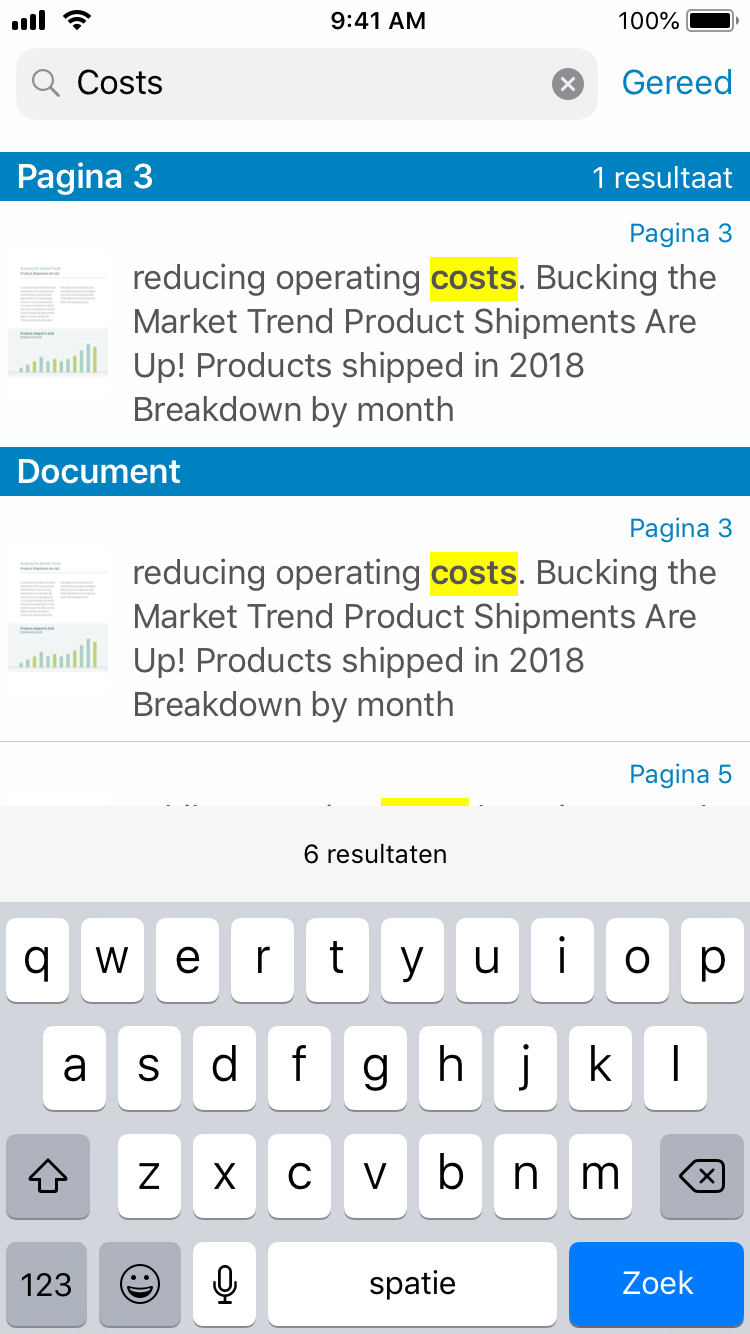 9:41 AM 100%
Costs Gereed
Pagina 3 1 resultaat
Pagina 3
reducing operating costs. Bucking the
Market Trend Product Shipments Are
Up! Products shipped in 2018
Breakdown by month
Document
Pagina 3
reducing operating costs. Bucking the
Market Trend Product Shipments Are
Up! Products shipped in 2018
Breakdown by month
Pagina 5
6 resultaten
q w e r t y u i o p
a s d f g h j k l
z x c v b n m
123 spatie Zoek